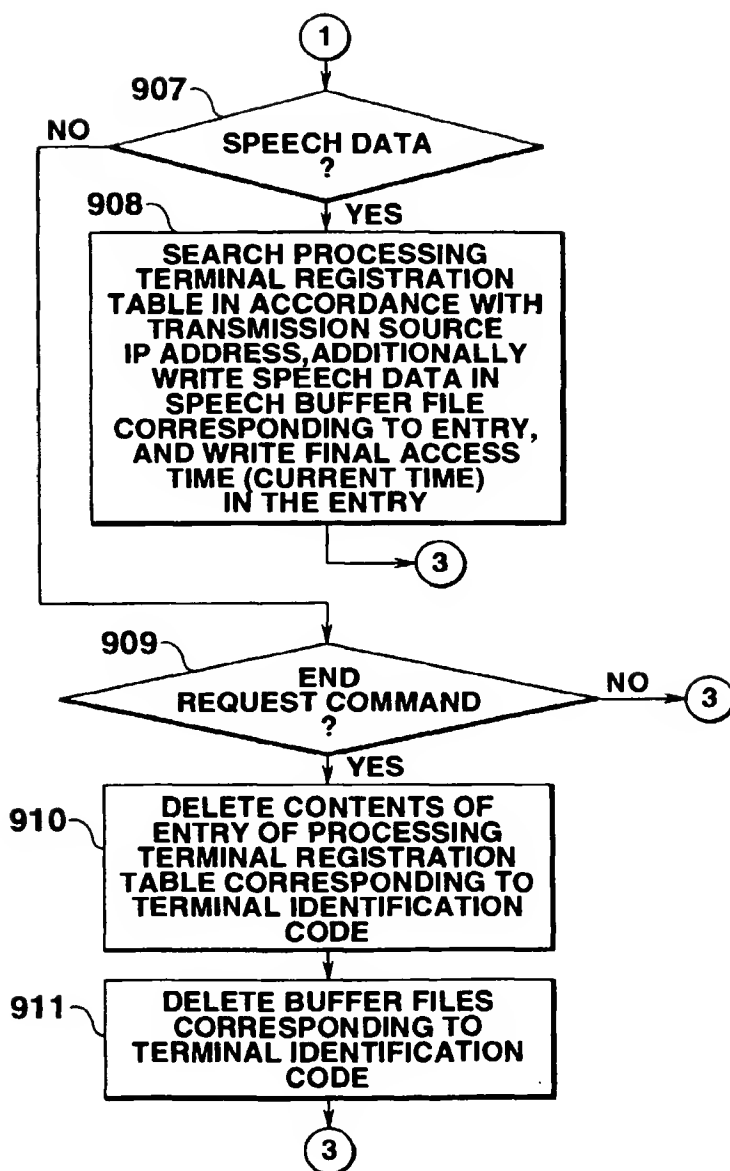 1
907
NO
SPEECH DATA
?
YES
908
SEARCH PROCESSING
TERMINAL REGISTRATION
TABLE IN ACCORDANCE WITH
TRANSMISSION SOURCE
IP ADDRESS, ADDITIONALLY
WRITE SPEECH DATA IN
SPEECH BUFFER FILE
CORRESPONDING TO ENTRY,
AND WRITE FINAL ACCESS
TIME (CURRENT TIME)
IN THE ENTRY
3
909
END
REQUEST COMMAND
?
NO
3
YES
910
DELETE CONTENTS OF
ENTRY OF PROCESSING
TERMINAL REGISTRATION
TABLE CORRESPONDING TO
TERMINAL IDENTIFICATION
CODE
911
DELETE BUFFER FILES
CORRESPONDING TO
TERMINAL IDENTIFICATION
CODE
3